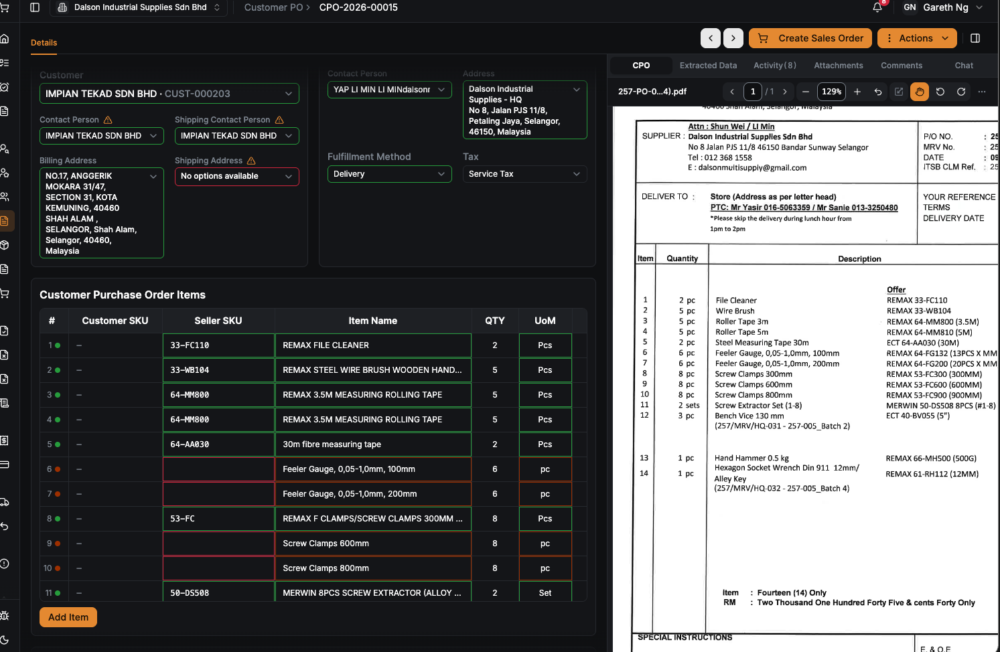 Dalson Industrial Supplies Sdn Bhd
Customer PO > CPO-2026-00015
8
GN Gareth Ng
Details
Create Sales Order
Actions
Customer
IMPIAN TEKAD SDN BHD · CUST-000203
Contact Person
IMPIAN TEKAD SDN BHD
Shipping Contact Person
IMPIAN TEKAD SDN BHD
Billing Address
NO.17, ANGGERIK
MOKARA 31/47,
SECTION 31, KOTA
KEMUNING, 40460
SHAH ALAM ,
SELANGOR, Shah Alam,
Selangor, 40460,
Malaysia
Shipping Address
No options available
Contact Person
YAP LI MIN LI MINdalsonr
Address
Dalson Industrial
Supplies - HQ
No 8, Jalan PJS 11/8,
Petaling Jaya, Selangor,
46150, Malaysia
Fulfillment Method
Delivery
Tax
Service Tax
Customer Purchase Order Items
# Customer SKU Seller SKU Item Name QTY UoM
1 – 33-FC110 REMAX FILE CLEANER 2 Pcs
2 – 33-WB104 REMAX STEEL WIRE BRUSH WOODEN HAND... 5 Pcs
3 – 64-MM800 REMAX 3.5M MEASURING ROLLING TAPE 5 Pcs
4 – 64-MM800 REMAX 3.5M MEASURING ROLLING TAPE 5 Pcs
5 – 64-AA030 30m fibre measuring tape 2 Pcs
6 – Feeler Gauge, 0,05-1,0mm, 100mm 6 pc
7 – Feeler Gauge, 0,05-1,0mm, 200mm 6 pc
8 – 53-FC REMAX F CLAMPS/SCREW CLAMPS 300MM ... 8 Pcs
9 – Screw Clamps 600mm 8 pc
10 – Screw Clamps 800mm 8 pc
11 – 50-DS508 MERWIN 8PCS SCREW EXTRACTOR (ALLOY ... 2 Set
Add Item
CPO Extracted Data Activity(8) Attachments Comments Chat
257-PO-0...4).pdf
1 / 1
129%
40460 Shah Alam, Selangor, Malaysia
Attn : Shun Wei / LI Min
SUPPLIER : Dalson Industrial Supplies Sdn Bhd
No 8 Jalan PJS 11/8 46150 Bandar Sunway Selangor
Tel : 012 368 1558
E : dalsonmuitisupply@gmail.com
P/O NO. : 25
MRV No. : 25
DATE : 09
ITSB CLM Ref. : 25
DELIVER TO : Store (Address as per letter head)
PTC: Mr Yasir 016-5063359 / Mr Sanie 013-3250480
*Please skip the delivery during lunch hour from
1pm to 2pm
YOUR REFERENCE
TERMS
DELIVERY DATE
Item Quantity Description
Offer
1 2 pc File Cleaner REMAX 33-FC110
2 5 pc Wire Brush REMAX 33-WB104
3 5 pc Roller Tape 3m REMAX 64-MM800 (3.5M)
4 5 pc Roller Tape 5m REMAX 64-MM810 (5M)
5 2 pc Steel Measuring Tape 30m ECT 64-AA030 (30M)
6 6 pc Feeler Gauge, 0,05-1,0mm, 100mm REMAX 64-FG132 (13PCS X MM
7 6 pc Feeler Gauge, 0,05-1,0mm, 200mm REMAX 64-FG200 (20PCS X MM
8 8 pc Screw Clamps 300mm REMAX 53-FC300 (300MM)
9 8 pc Screw Clamps 600mm REMAX 53-FC600 (600MM)
10 8 pc Screw Clamps 800mm REMAX 53-FC900 (900MM)
11 2 sets Screw Extractor Set (1-8) MERWIN 50-DS508 8PCS (#1-8)
12 3 pc Bench Vice 130 mm ECT 40-BV055 (5")
(257/MRV/HQ-031 - 257-005_Batch 2)
13 1 pc Hand Hammer 0.5 kg REMAX 66-MH500 (500G)
14 1 pc Hexagon Socket Wrench Din 911 12mm/ REMAX 61-RH112 (12MM)
Alley Key
(257/MRV/HQ-032 - 257-005_Batch 4)
Item : Fourteen (14) Only
RM : Two Thousand One Hundred Forty Five & cents Forty Only
SPECIAL INSTRUCTIONS
E. & O.E